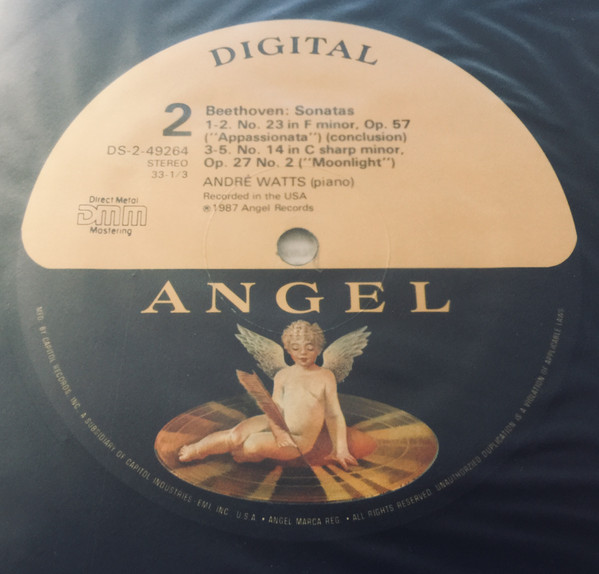 DIGITAL
2
DS-2-49264
STEREO
33-1/3
Beethoven: Sonatas
1-2. No. 23 in F minor, Op. 57
("Appassionata") (conclusion)
3-5. No. 14 in C sharp minor,
Op. 27 No. 2 ("Moonlight")
ANDRÉ WATTS (piano)
Recorded in the USA
℗1987 Angel Records
Direct Metal
DMM
Mastering
ANGEL
MFD. BY CAPITOL RECORDS, INC., A SUBSIDIARY OF CAPITOL INDUSTRIES-EMI, INC. U.S.A. • ANGEL MARCA REG. • ALL RIGHTS RESERVED. UNAUTHORIZED DUPLICATION IS A VIOLATION OF APPLICABLE LAWS.